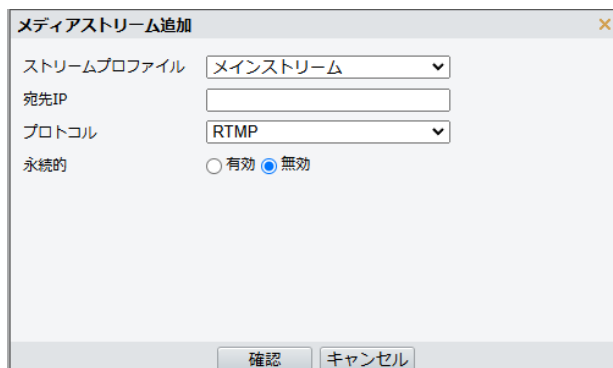 メディアストリーム追加
ストリームプロファイル メインストリーム
宛先IP
プロトコル RTMP
永続的 有効 無効
確認 キャンセル